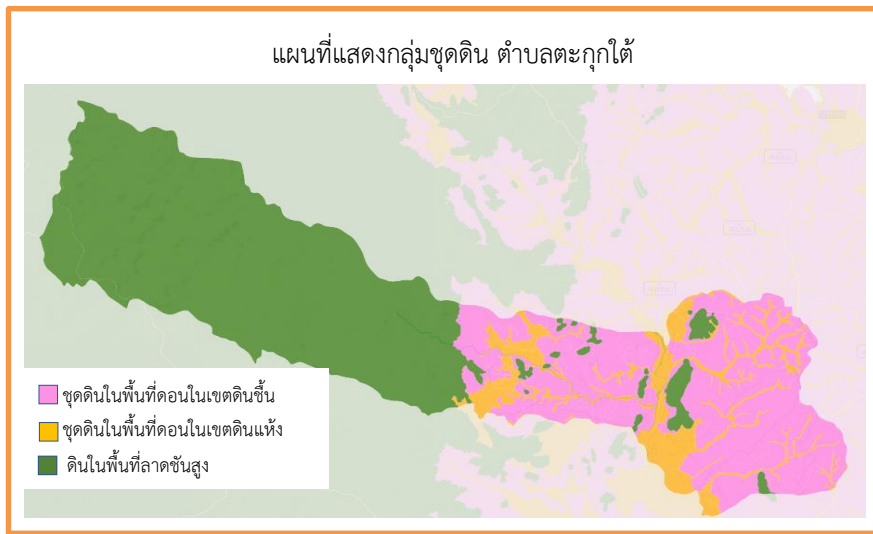 แผนที่แสดงกลุ่มชุดดิน ตำบลตะกุกใต้
ชุดดินในพื้นที่ดอนในเขตดินชื้น
ชุดดินในพื้นที่ดอนในเขตดินแห้ง
ดินในพื้นที่ลาดชันสูง